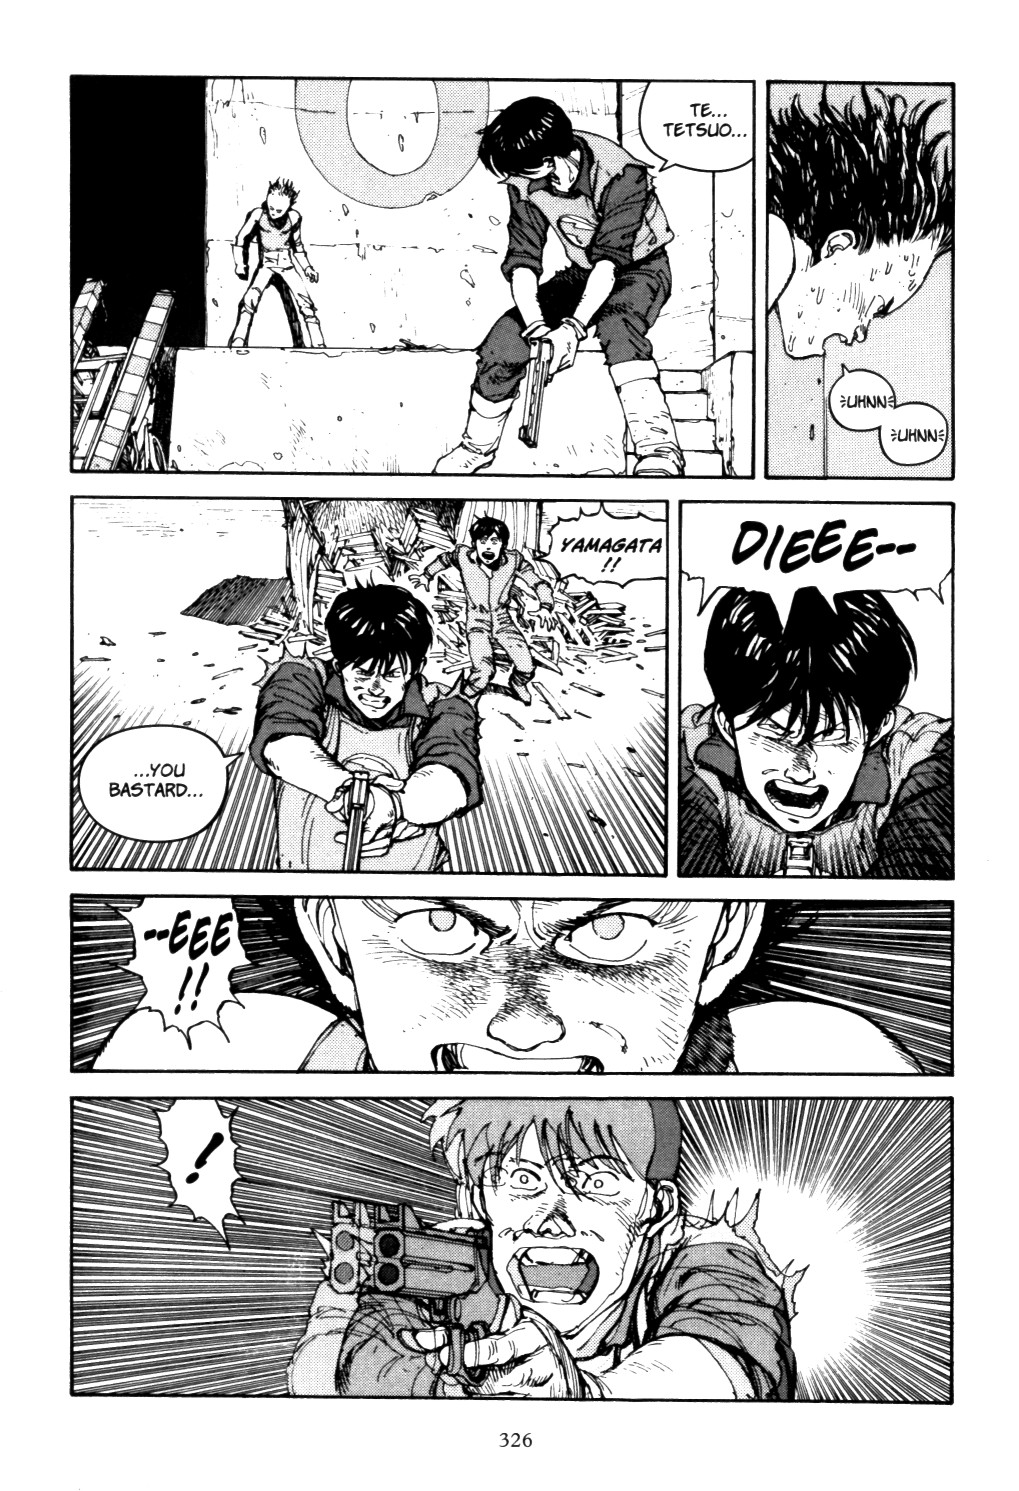 TE...
TETSUO...
UHNN
UHNN
YAMAGATA
!!
...YOU
BASTARD...
DIEEE--
--EEE
!!
!
326